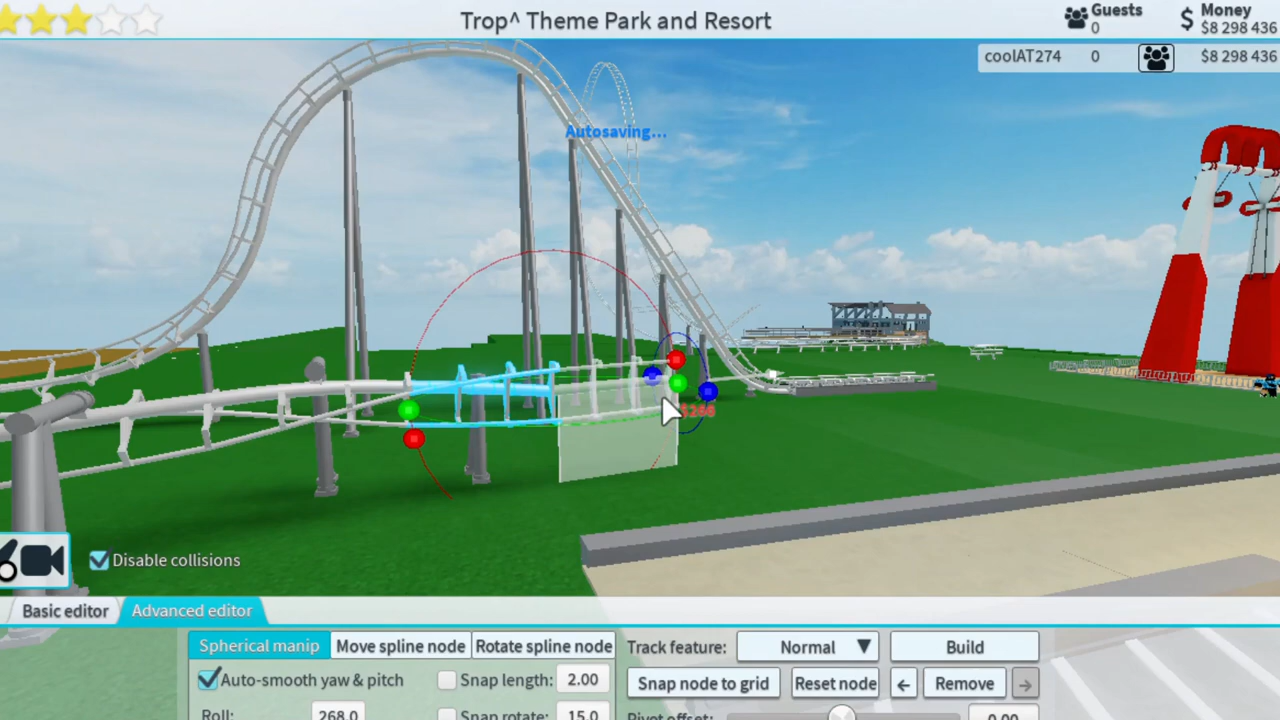 Trop^ Theme Park and Resort
Guests
0
$ Money
$8 298 436
coolAT274 0 $8 298 436
Autosaving...
$266
Disable collisions
Basic editor Advanced editor
Spherical manip Move spline node Rotate spline node Track feature: Normal Build
Auto-smooth yaw & pitch Snap length: 2.00 Snap node to grid Reset node ← Remove →
Roll: 268.0 Snap rotate: 15.0 Pivot offset: 0.00